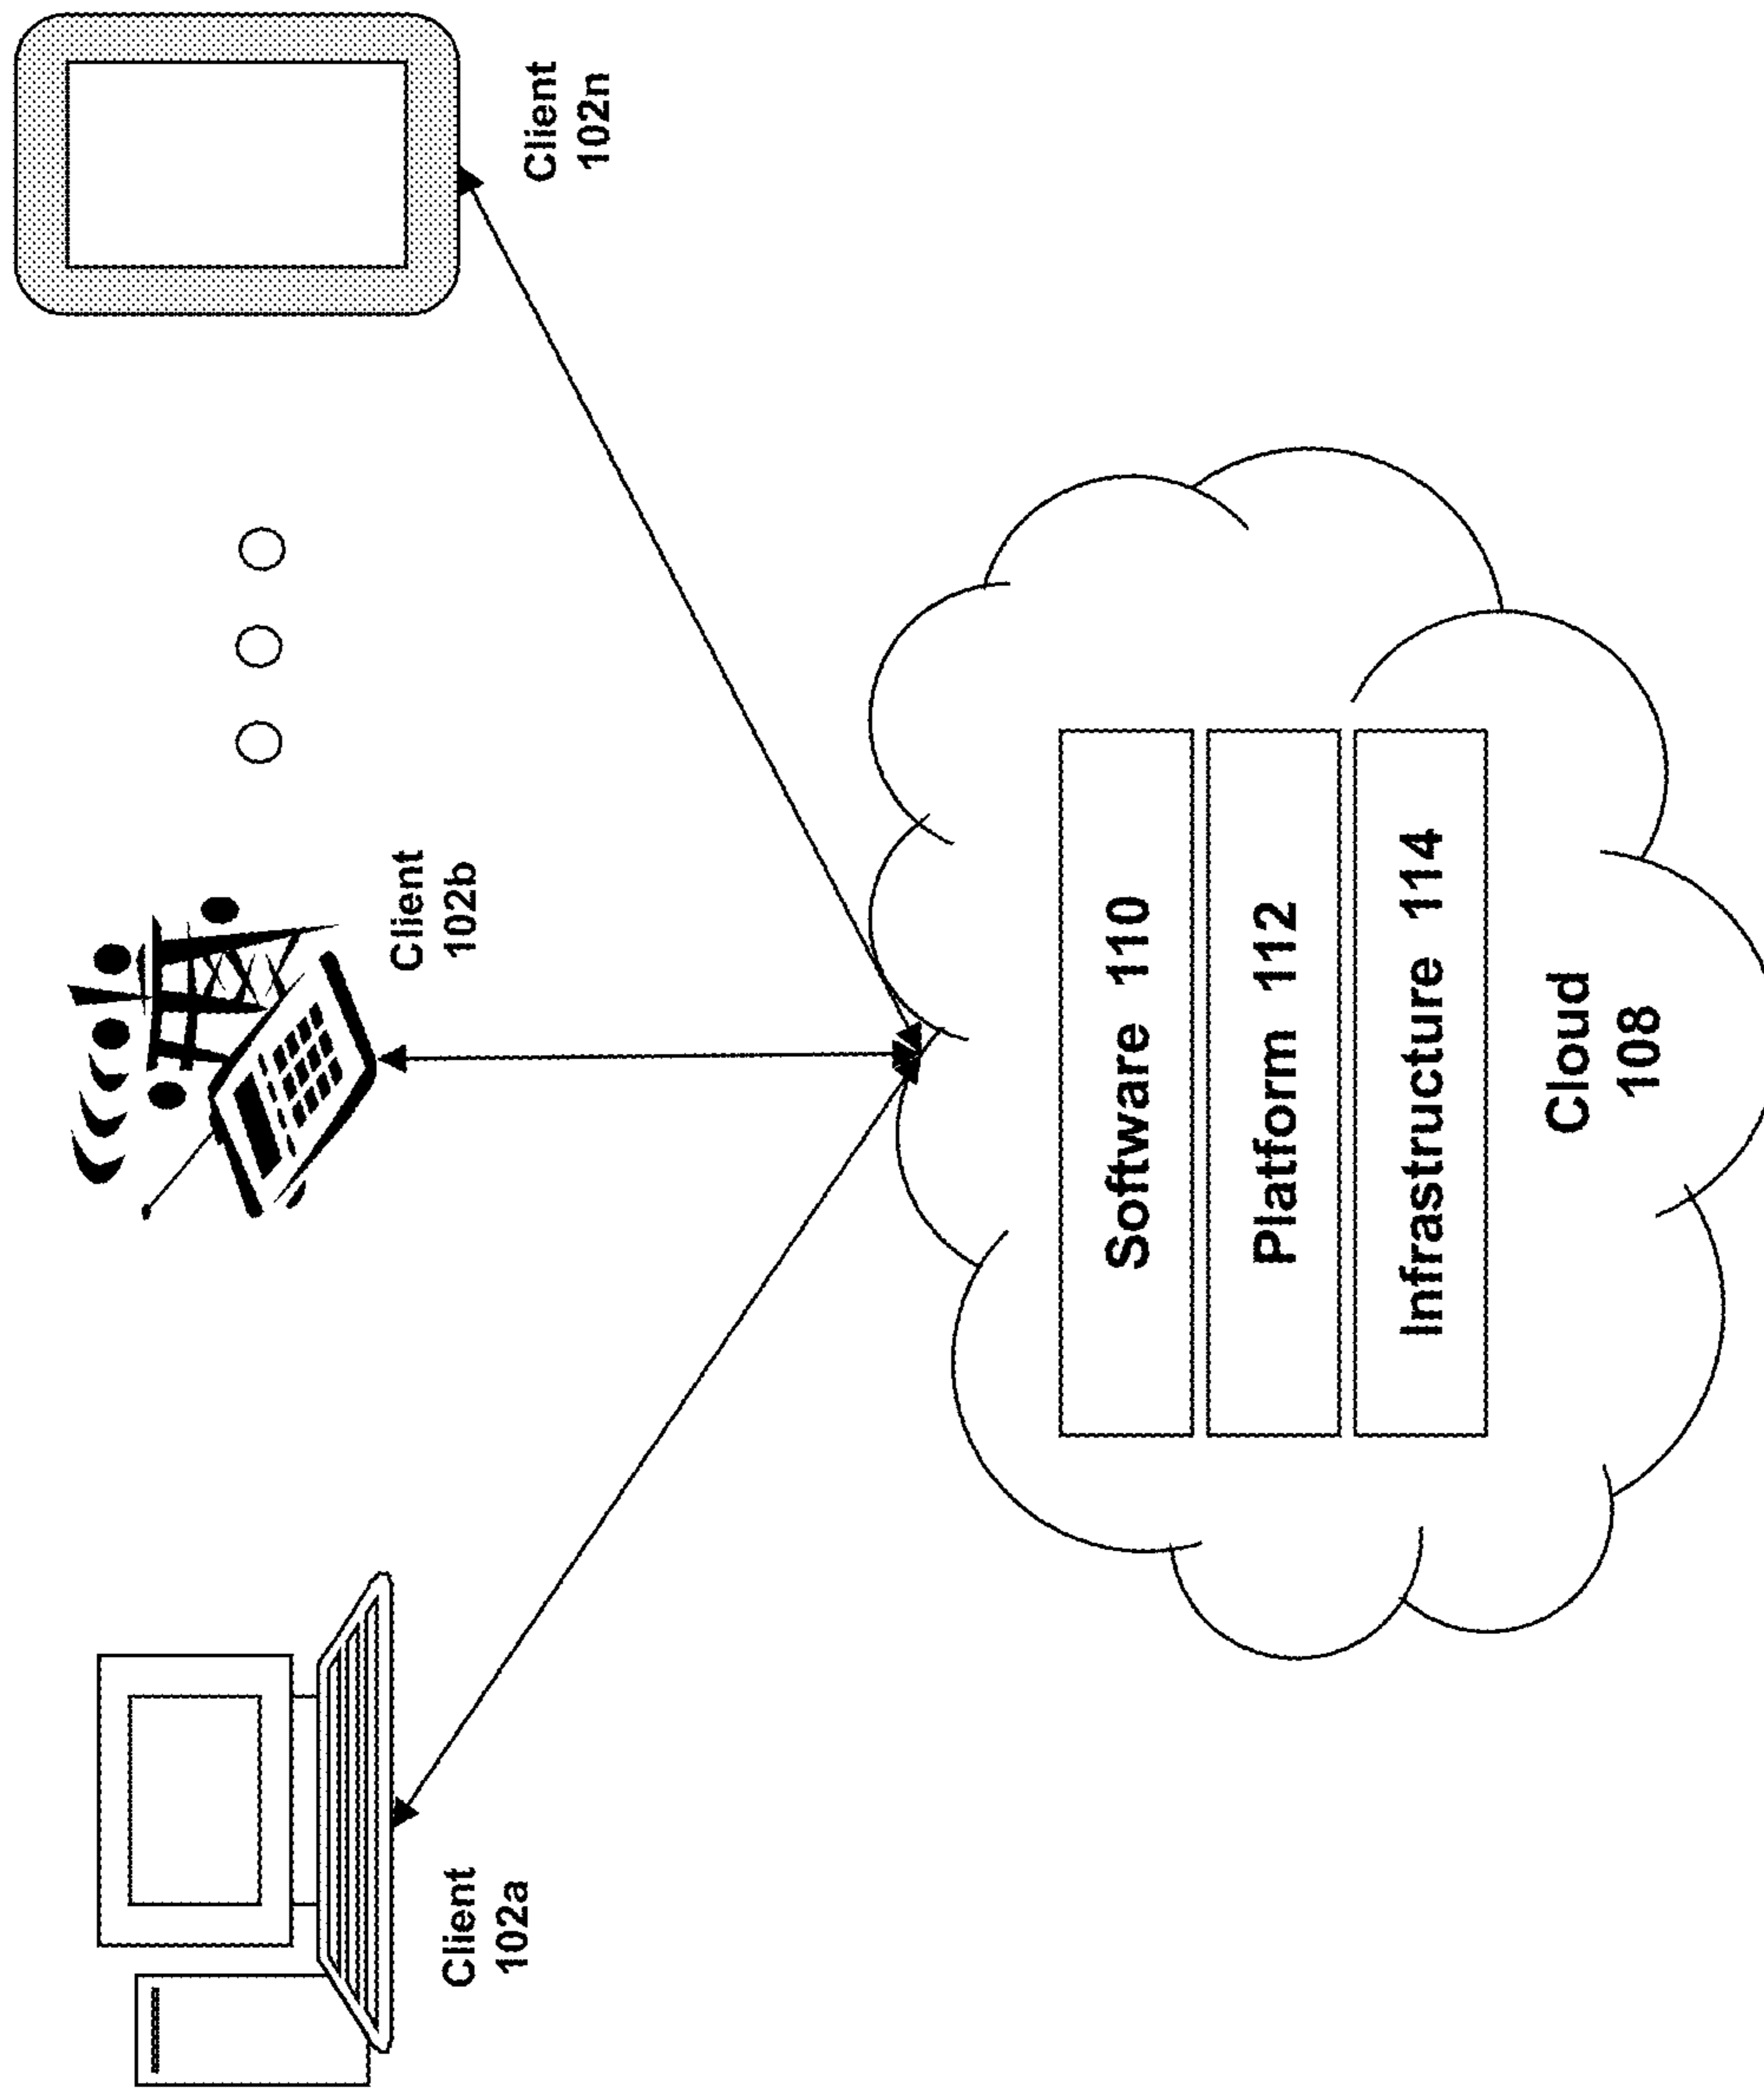 Client
102a
Client
102b
Client
102n
Software 110
Platform 112
Infrastructure 114
Cloud
108